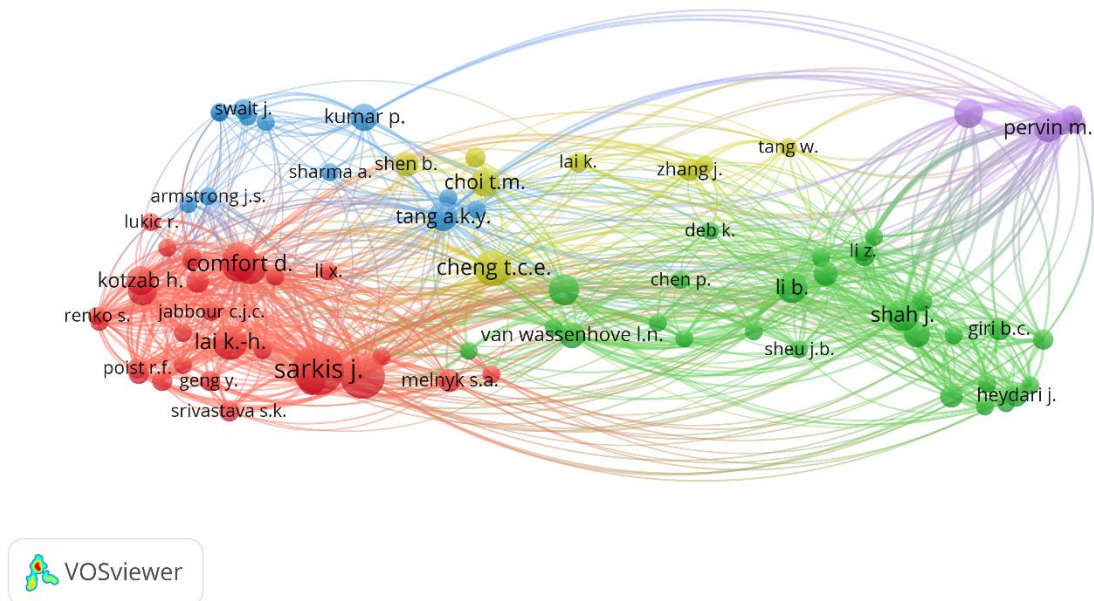 swait j.
kumar p.
pervin m.
tang w.
shen b.
lai k.
zhang j.
sharma a.
choi t.m.
armstrong j.s.
tang a.k.y.
lukic r.
deb k.
li z.
comfort d.
li x.
cheng t.c.e.
kotzab h.
chen p.
li b.
renko s.
jabbour c.j.c.
shah j.
giri b.c.
lai k.-h.
van wassenhove l.n.
sheu j.b.
poist r.f.
geng y.
sarkis j.
melnyk s.a.
heydari j.
srivastava s.k.
VOSviewer